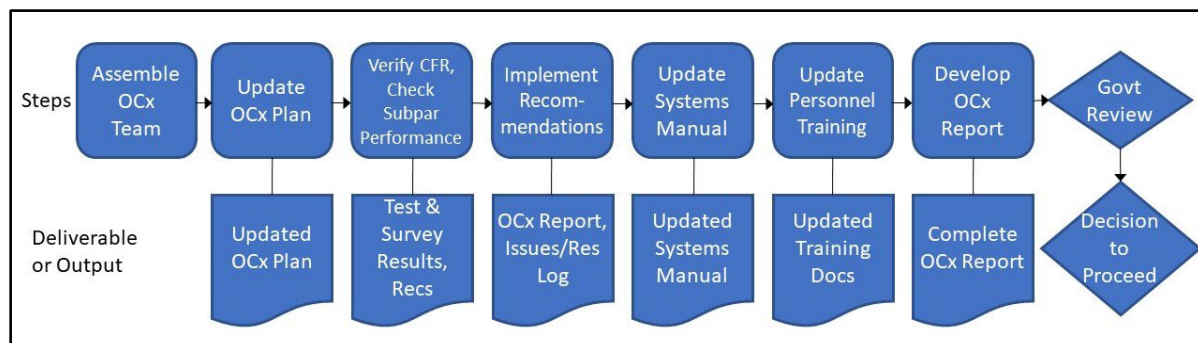 Steps
Assemble
OCx
Team
Update
OCx Plan
Verify CFR,
Check
Subpar
Performance
Implement
Recom-
mendations
Update
Systems
Manual
Update
Personnel
Training
Develop
OCx
Report
Govt
Review
Deliverable
or Output
Updated
OCx Plan
Test &
Survey
Results,
Recs
OCx Report,
Issues/Res
Log
Updated
Systems
Manual
Updated
Training
Docs
Complete
OCx Report
Decision
to
Proceed